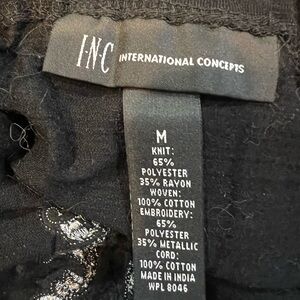 I·N·C INTERNATIONAL CONCEPTS
M
KNIT:
65%
POLYESTER
35% RAYON
WOVEN:
100% COTTON
EMBROIDERY:
65%
POLYESTER
35% METALLIC
CORD:
100% COTTON
MADE IN INDIA
WPL 8046